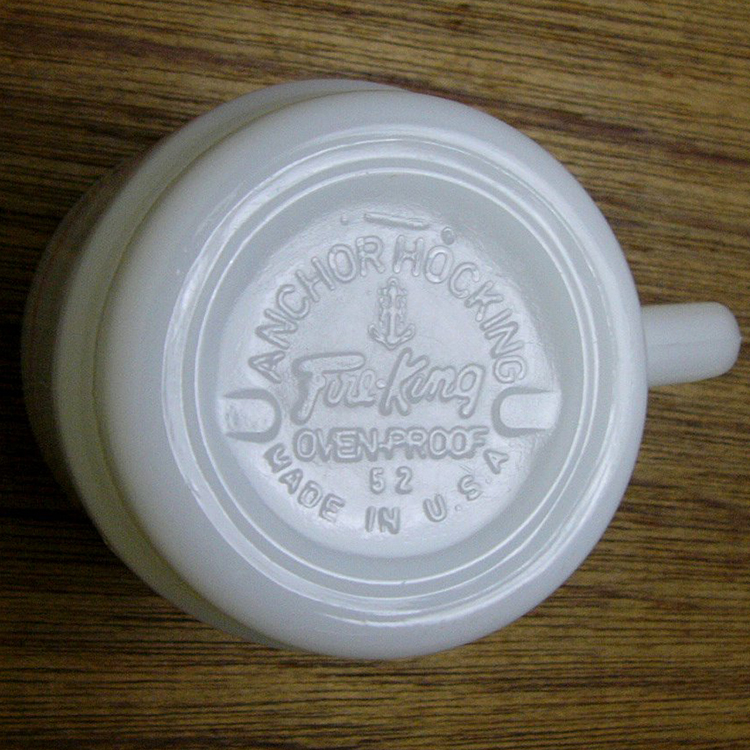 ANCHOR HOCKING
Fire-King
OVEN-PROOF
52
MADE IN U.S.A